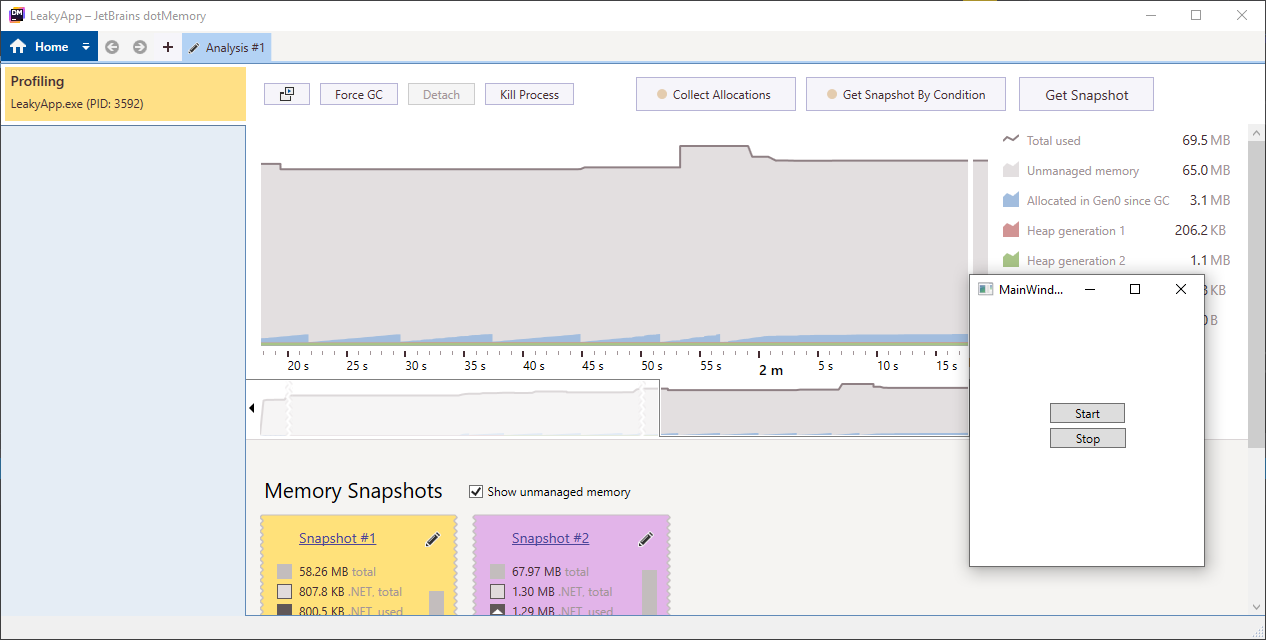 LeakyApp – JetBrains dotMemory
Home
Analysis #1
Profiling
LeakyApp.exe (PID: 3592)
Force GC
Detach
Kill Process
Collect Allocations
Get Snapshot By Condition
Get Snapshot
Total used 69.5 MB
Unmanaged memory 65.0 MB
Allocated in Gen0 since GC 3.1 MB
Heap generation 1 206.2 KB
Heap generation 2 1.1 MB
KB
B
MainWind...
Start
Stop
20 s 25 s 30 s 35 s 40 s 45 s 50 s 55 s 2 m 5 s 10 s 15 s
Memory Snapshots
Show unmanaged memory
Snapshot #1
58.26 MB total
807.8 KB .NET, total
800.5 KB .NET, used
Snapshot #2
67.97 MB total
1.30 MB .NET, total
1.29 MB .NET, used